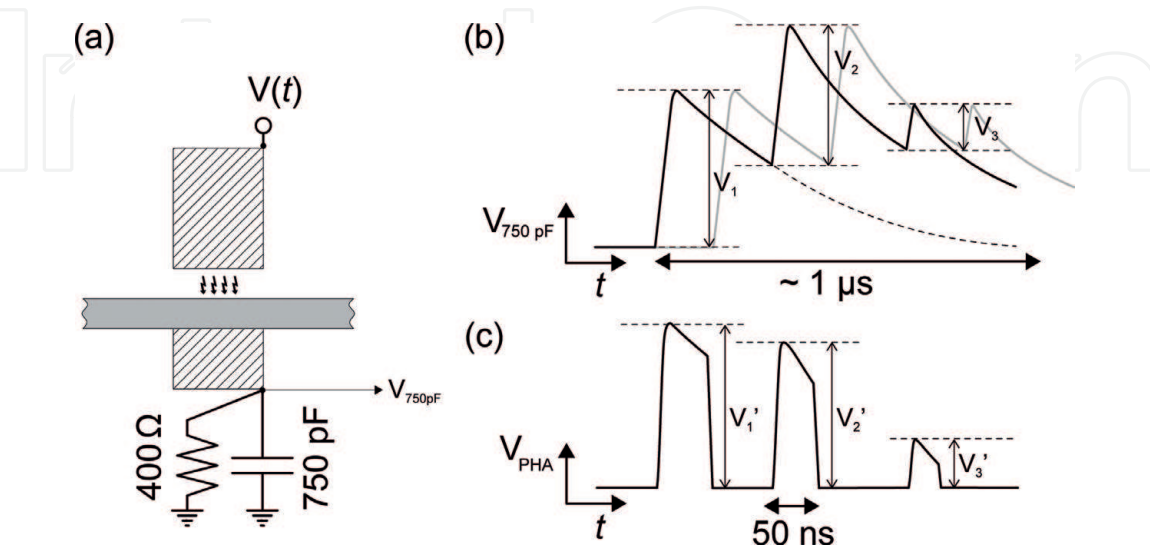 (a)
V(t)
V750pF
400 Ω
750 pF
(b)
V1
V2
V3
V750 pF
t
~ 1 µs
(c)
V1'
V2'
V3'
VPHA
t
50 ns